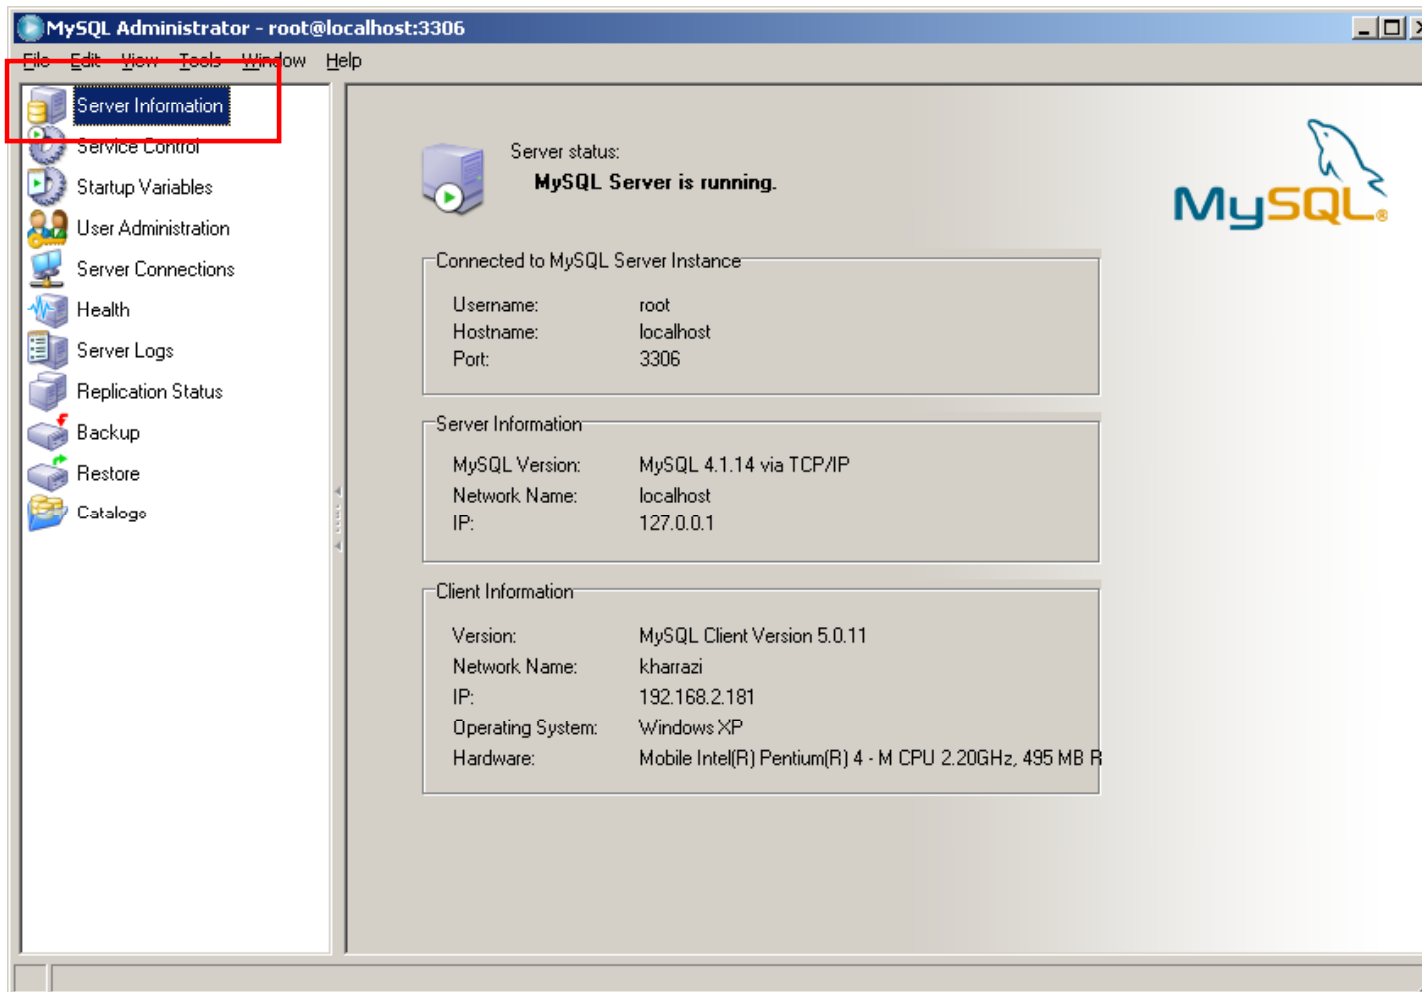 MySQL Administrator - root@localhost:3306
File Edit View Tools Window Help
Server Information
Service Control
Startup Variables
User Administration
Server Connections
Health
Server Logs
Replication Status
Backup
Restore
Catalogs
Server status:
MySQL Server is running.
MySQL®
Connected to MySQL Server Instance
Username: root
Hostname: localhost
Port: 3306
Server Information
MySQL Version: MySQL 4.1.14 via TCP/IP
Network Name: localhost
IP: 127.0.0.1
Client Information
Version: MySQL Client Version 5.0.11
Network Name: kharrazi
IP: 192.168.2.181
Operating System: Windows XP
Hardware: Mobile Intel(R) Pentium(R) 4 - M CPU 2.20GHz, 495 MB R